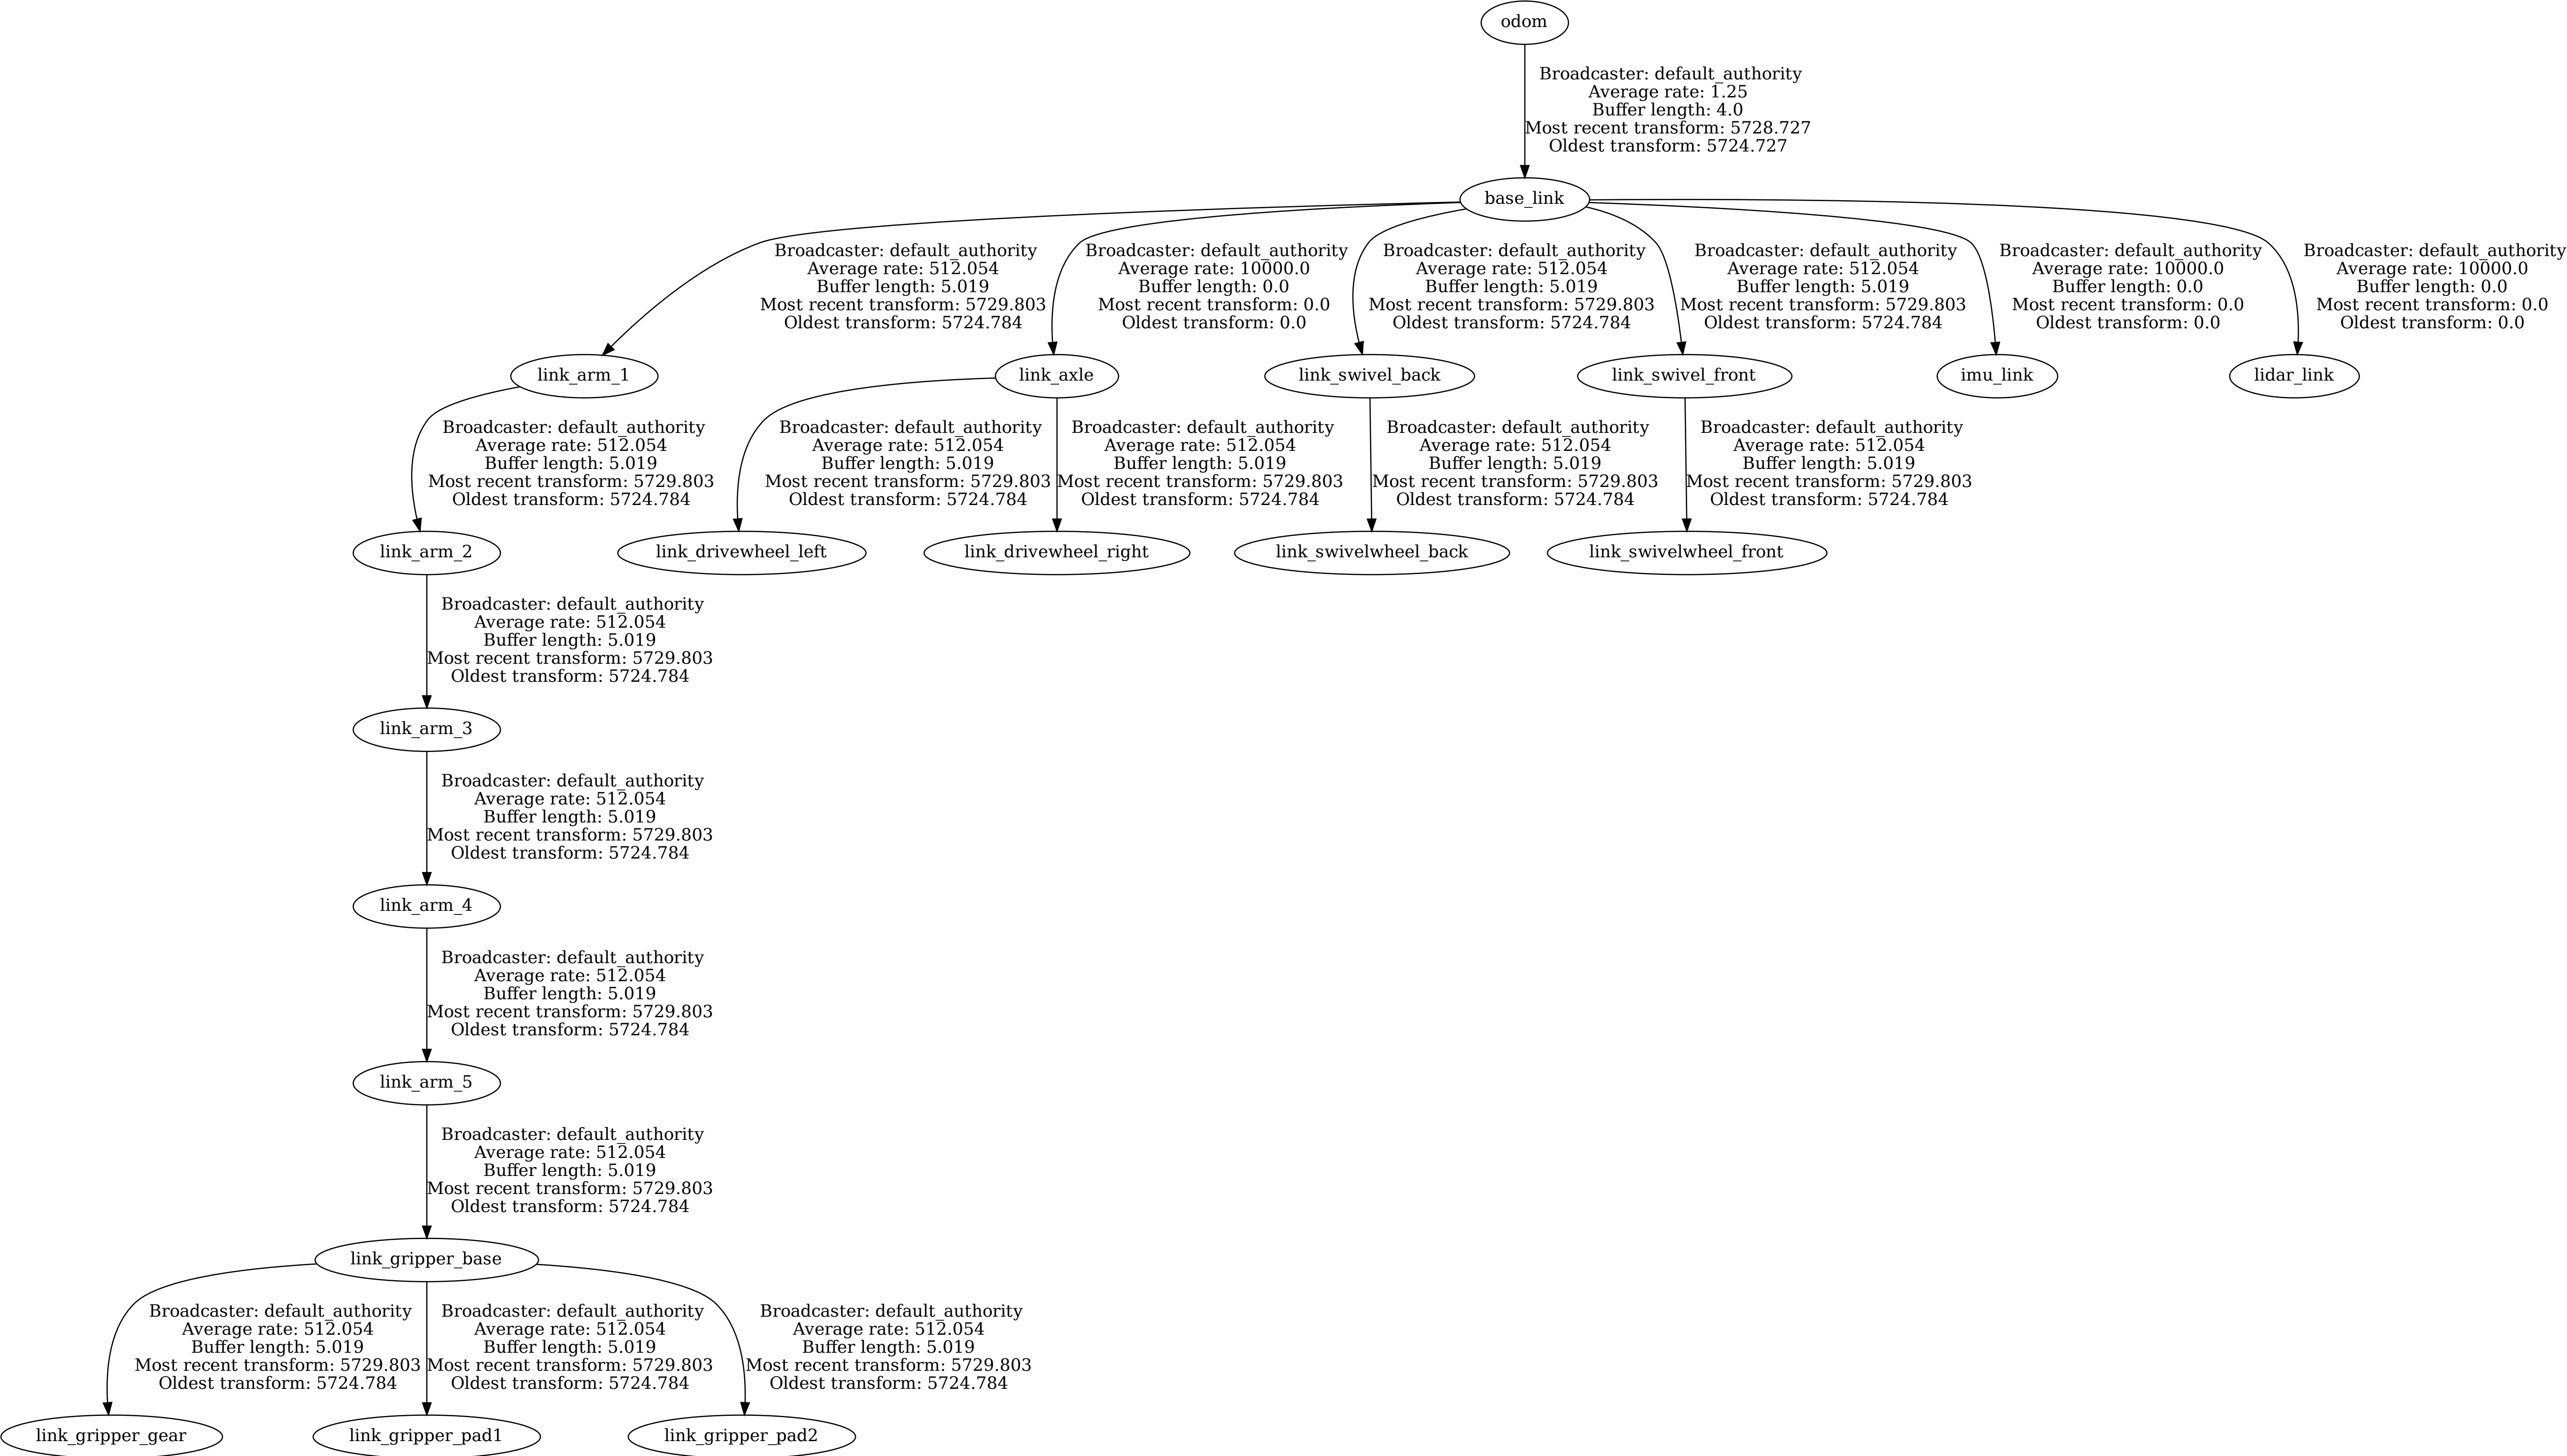 odom
Broadcaster: default_authority
Average rate: 1.25
Buffer length: 4.0
Most recent transform: 5728.727
Oldest transform: 5724.727
base_link
Broadcaster: default_authority
Average rate: 512.054
Buffer length: 5.019
Most recent transform: 5729.803
Oldest transform: 5724.784
Broadcaster: default_authority
Average rate: 10000.0
Buffer length: 0.0
Most recent transform: 0.0
Oldest transform: 0.0
Broadcaster: default_authority
Average rate: 512.054
Buffer length: 5.019
Most recent transform: 5729.803
Oldest transform: 5724.784
Broadcaster: default_authority
Average rate: 512.054
Buffer length: 5.019
Most recent transform: 5729.803
Oldest transform: 5724.784
Broadcaster: default_authority
Average rate: 10000.0
Buffer length: 0.0
Most recent transform: 0.0
Oldest transform: 0.0
Broadcaster: default_authority
Average rate: 10000.0
Buffer length: 0.0
Most recent transform: 0.0
Oldest transform: 0.0
link_arm_1
link_axle
link_swivel_back
link_swivel_front
imu_link
lidar_link
Broadcaster: default_authority
Average rate: 512.054
Buffer length: 5.019
Most recent transform: 5729.803
Oldest transform: 5724.784
Broadcaster: default_authority
Average rate: 512.054
Buffer length: 5.019
Most recent transform: 5729.803
Oldest transform: 5724.784
Broadcaster: default_authority
Average rate: 512.054
Buffer length: 5.019
Most recent transform: 5729.803
Oldest transform: 5724.784
Broadcaster: default_authority
Average rate: 512.054
Buffer length: 5.019
Most recent transform: 5729.803
Oldest transform: 5724.784
Broadcaster: default_authority
Average rate: 512.054
Buffer length: 5.019
Most recent transform: 5729.803
Oldest transform: 5724.784
link_arm_2
link_drivewheel_left
link_drivewheel_right
link_swivelwheel_back
link_swivelwheel_front
Broadcaster: default_authority
Average rate: 512.054
Buffer length: 5.019
Most recent transform: 5729.803
Oldest transform: 5724.784
link_arm_3
Broadcaster: default_authority
Average rate: 512.054
Buffer length: 5.019
Most recent transform: 5729.803
Oldest transform: 5724.784
link_arm_4
Broadcaster: default_authority
Average rate: 512.054
Buffer length: 5.019
Most recent transform: 5729.803
Oldest transform: 5724.784
link_arm_5
Broadcaster: default_authority
Average rate: 512.054
Buffer length: 5.019
Most recent transform: 5729.803
Oldest transform: 5724.784
link_gripper_base
Broadcaster: default_authority
Average rate: 512.054
Buffer length: 5.019
Most recent transform: 5729.803
Oldest transform: 5724.784
Broadcaster: default_authority
Average rate: 512.054
Buffer length: 5.019
Most recent transform: 5729.803
Oldest transform: 5724.784
Broadcaster: default_authority
Average rate: 512.054
Buffer length: 5.019
Most recent transform: 5729.803
Oldest transform: 5724.784
link_gripper_gear
link_gripper_pad1
link_gripper_pad2